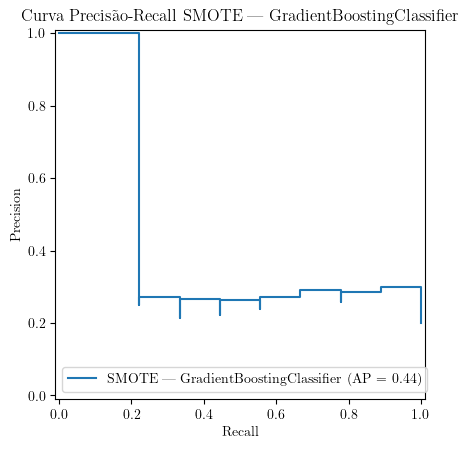 Curva Precisão-Recall SMOTE — GradientBoostingClassifier
1.0
0.8
0.6
0.4
0.2
0.0
Precision
SMOTE — GradientBoostingClassifier (AP = 0.44)
0.0 0.2 0.4 0.6 0.8 1.0
Recall